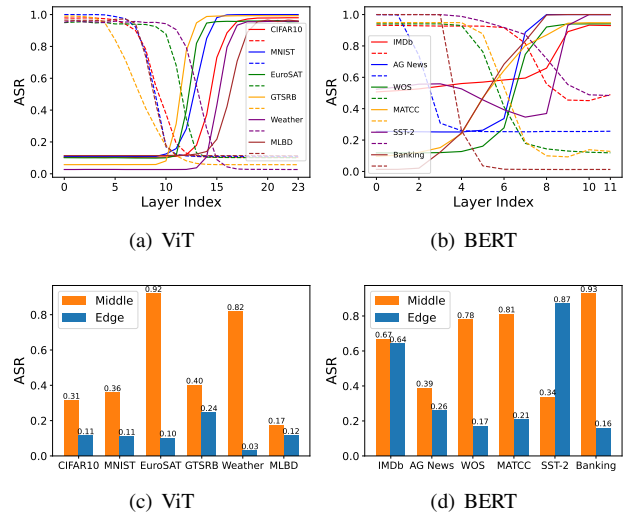 1.0
0.8
0.6
0.4
0.2
0.0
ASR
0 5 10 15 20 23
Layer Index
CIFAR10
MNIST
EuroSAT
GTSRB
Weather
MLBD
(a) ViT
1.0
0.8
0.6
0.4
0.2
0.0
ASR
0 2 4 6 8 10 11
Layer Index
IMDb
AG News
WOS
MATCC
SST-2
Banking
(b) BERT
0.8
0.6
0.4
0.2
0.0
ASR
Middle
Edge
0.31 0.11 0.36 0.11 0.92 0.10 0.40 0.24 0.82 0.03 0.17 0.12
CIFAR10 MNIST EuroSAT GTSRB Weather MLBD
(c) ViT
0.8
0.6
0.4
0.2
0.0
ASR
Middle
Edge
0.67 0.64 0.39 0.26 0.78 0.17 0.81 0.21 0.34 0.87 0.93 0.16
IMDb AG News WOS MATCC SST-2 Banking
(d) BERT